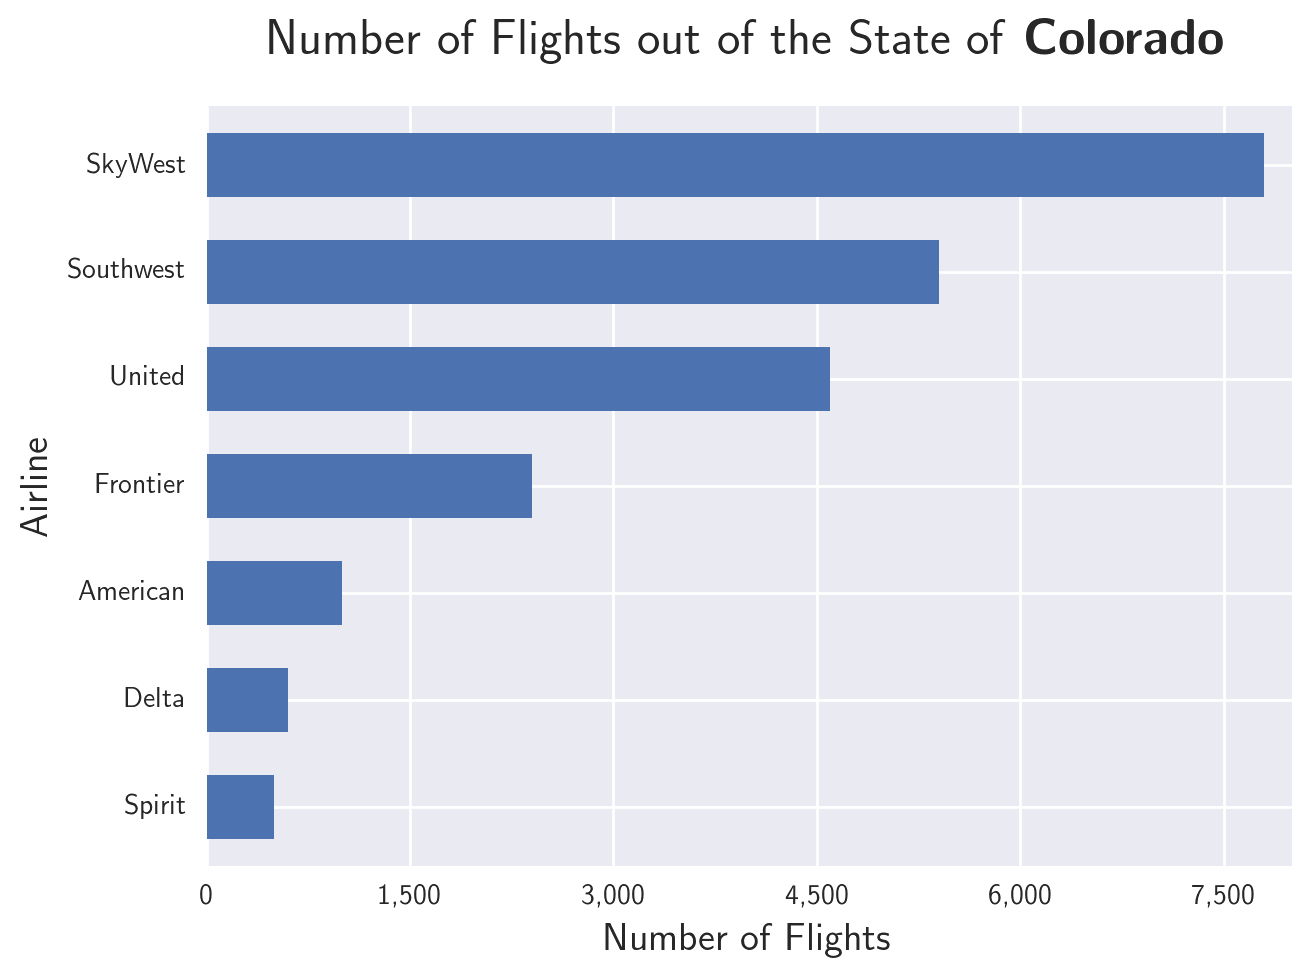 Number of Flights out of the State of Colorado
SkyWest
Southwest
United
Frontier
American
Delta
Spirit
Airline
0 1,500 3,000 4,500 6,000 7,500
Number of Flights